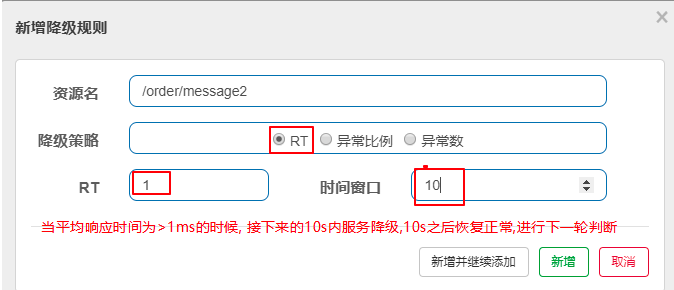 新增降级规则
资源名 /order/message2
降级策略 RT 异常比例 异常数
RT 1 时间窗口 10
当平均响应时间为>1ms的时候, 接下来的10s内服务降级,10s之后恢复正常,进行下一轮判断
新增并继续添加 新增 取消